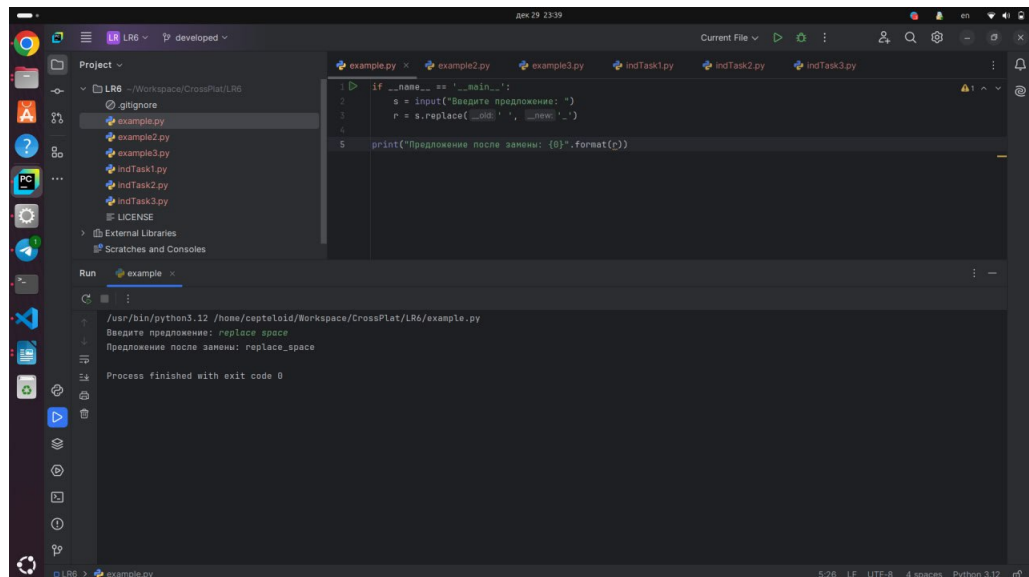 дек 29 23:39
en
LR LR6 developed
Current File
Project
example.py
example2.py
example3.py
indTask1.py
indTask2.py
indTask3.py
LR6 ~/Workspace/CrossPlat/LR6
.gitignore
example.py
example2.py
example3.py
indTask1.py
indTask2.py
indTask3.py
LICENSE
External Libraries
Scratches and Consoles
1 if __name__ == '__main__':
2 s = input("Введите предложение: ")
3 r = s.replace( __old: ' ', __new: '_')
4
5 print("Предложение после замены: {0}".format(r))
1
PC
1
Run example
/usr/bin/python3.12 /home/cepteloid/Workspace/CrossPlat/LR6/example.py
Введите предложение: replace space
Предложение после замены: replace_space
Process finished with exit code 0
LR6 > example.py
5:26 LF UTF-8 4 spaces Python 3.12